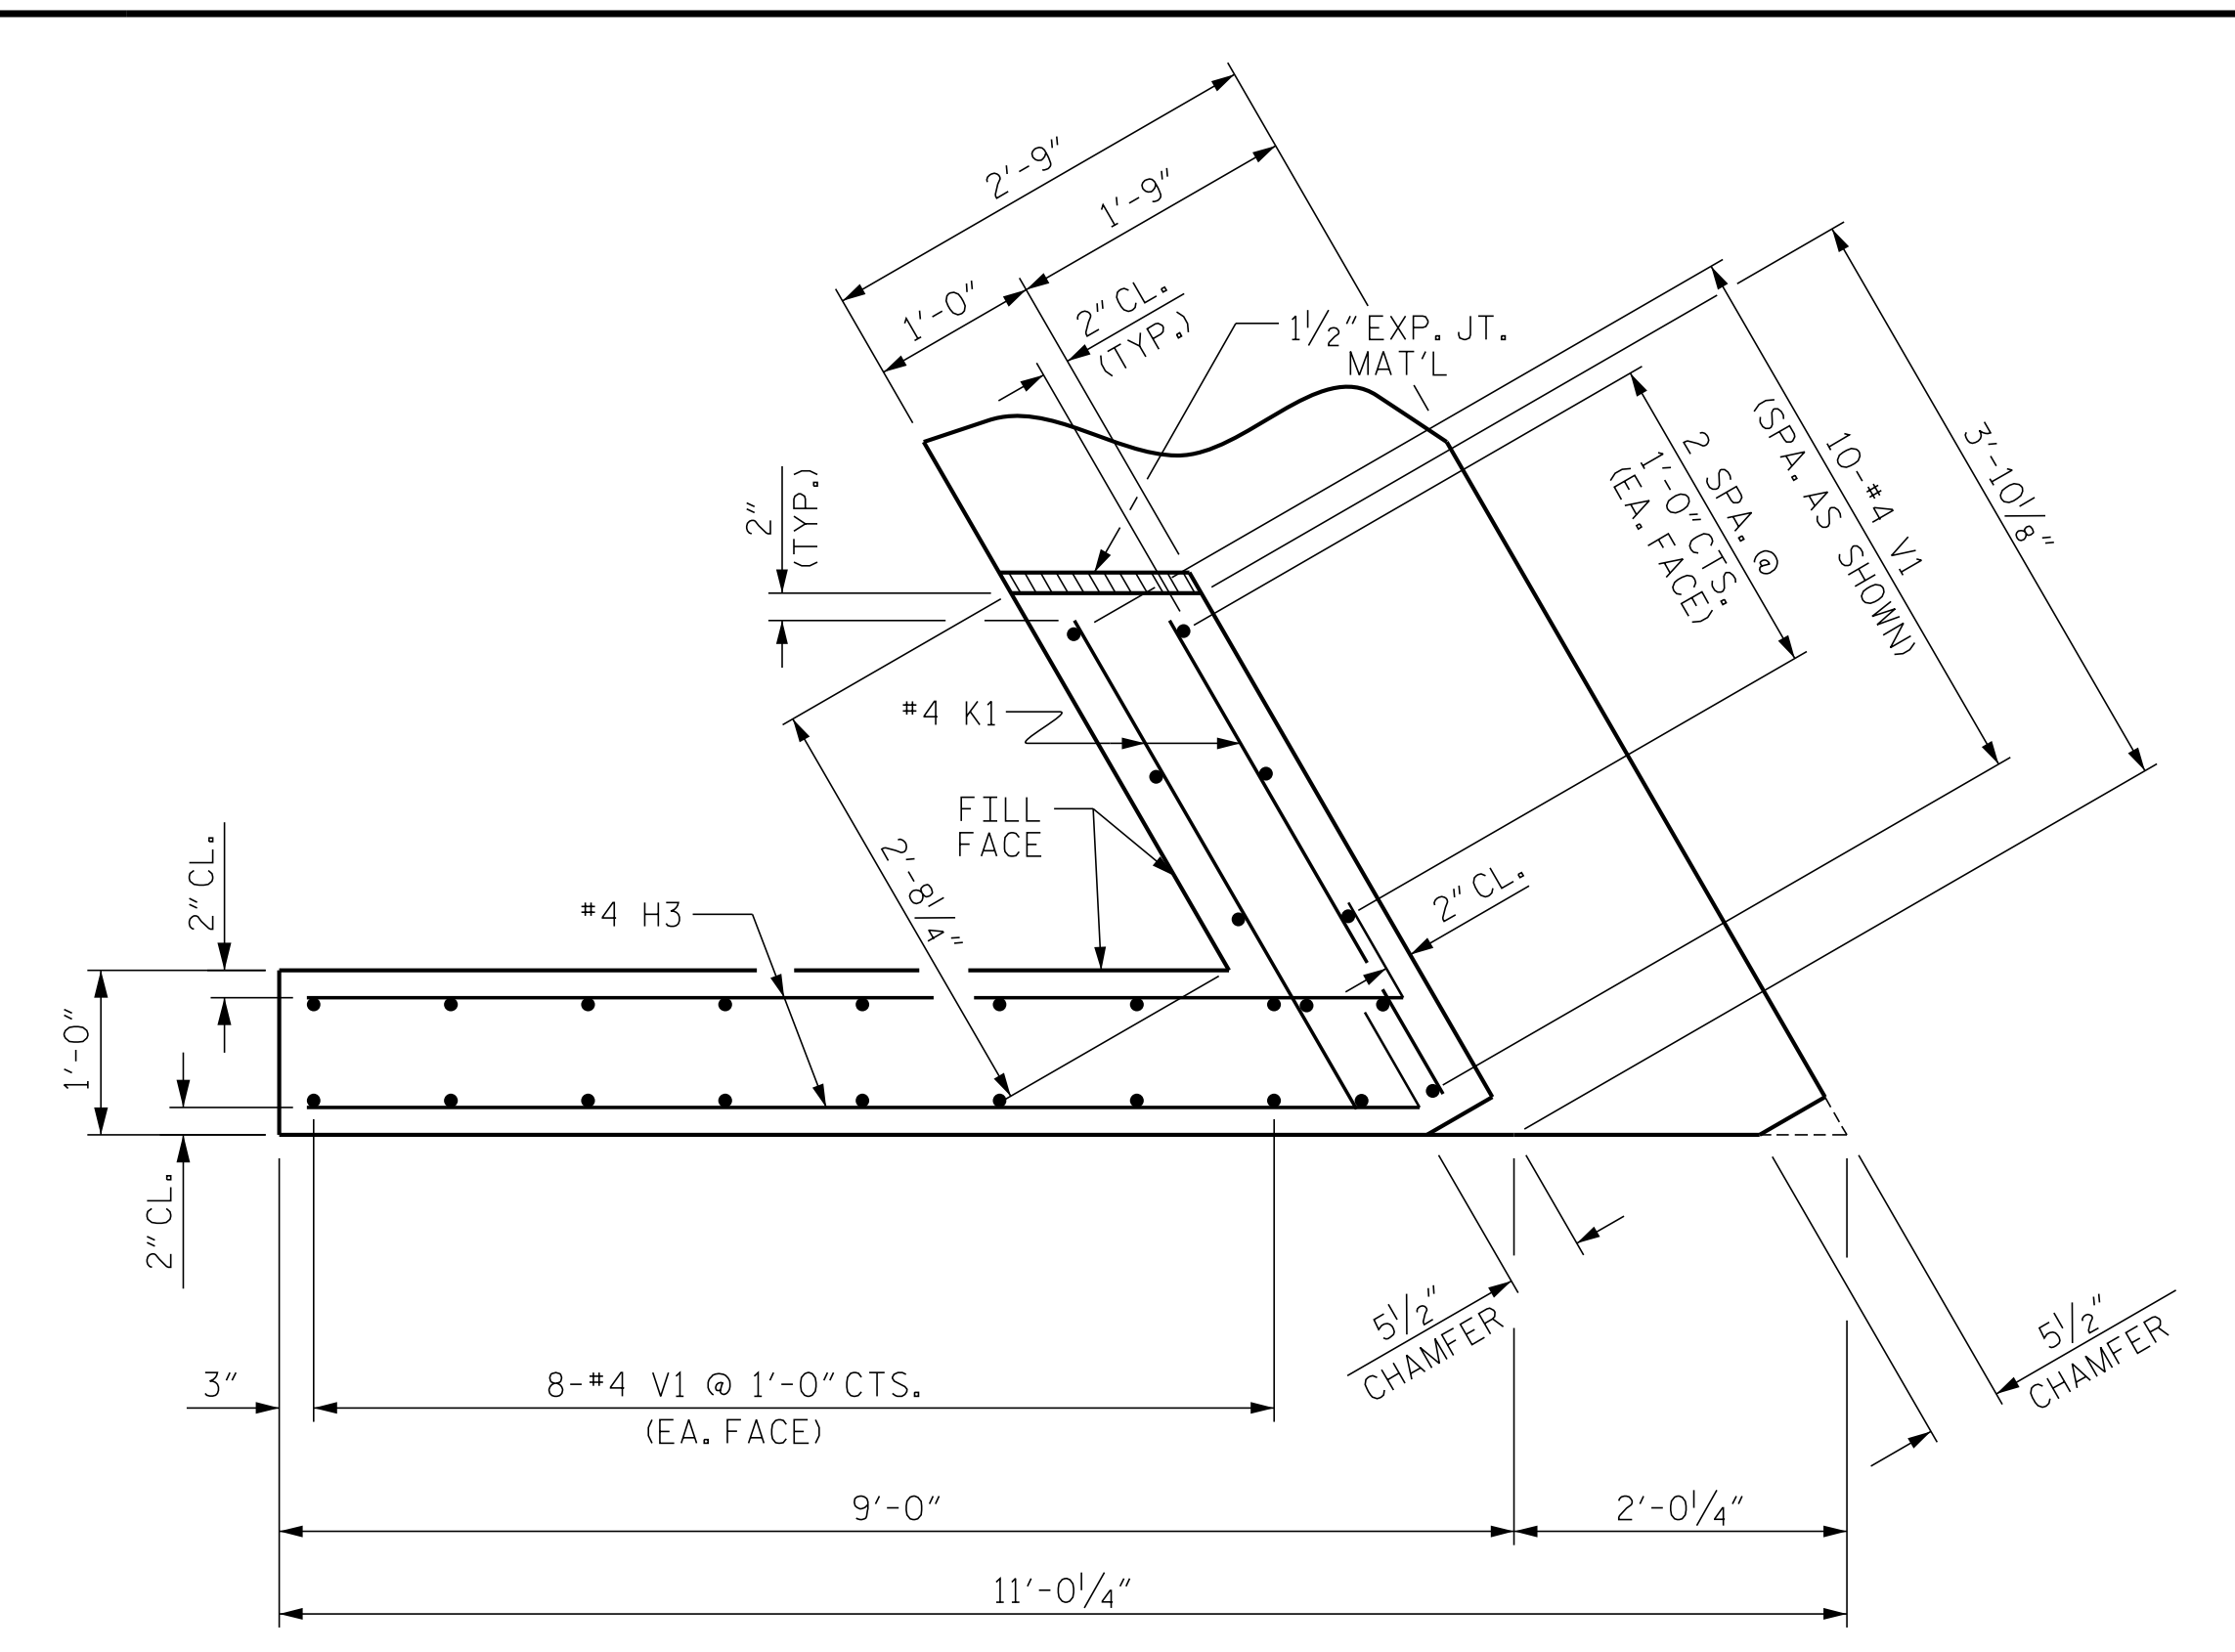 2'-9"
1'-9"
1'-0"
2" CL.
(TYP.)
1½" EXP. JT.
MAT'L
3'-10⅛"
10-#4 V1
(SPA. AS SHOWN)
2 SPA. @
1'-0" CTS.
(EA. FACE)
2"
(TYP.)
#4 K1
FILL
FACE
2'-8¼"
2" CL.
2" CL.
#4 H3
1'-0"
2" CL.
5½"
CHAMFER
5½"
CHAMFER
3"
8-#4 V1 @ 1'-0" CTS.
(EA. FACE)
9'-0"
2'-0¼"
11'-0¼"